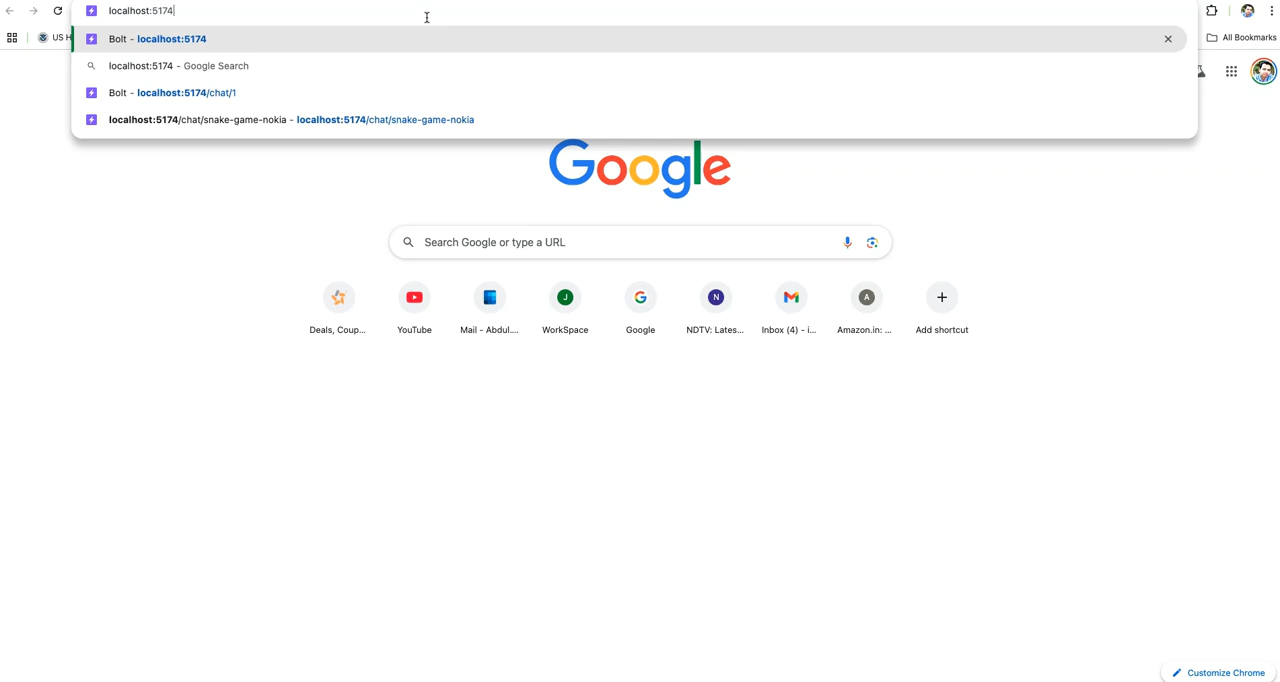 localhost:5174
US H
All Bookmarks
Bolt - localhost:5174
localhost:5174 - Google Search
Bolt - localhost:5174/chat/1
localhost:5174/chat/snake-game-nokia - localhost:5174/chat/snake-game-nokia
Google
Search Google or type a URL
J N A
Deals, Coup... YouTube Mail - Abdul.... WorkSpace Google NDTV: Lates... Inbox (4) - i... Amazon.in: ... Add shortcut
Customize Chrome